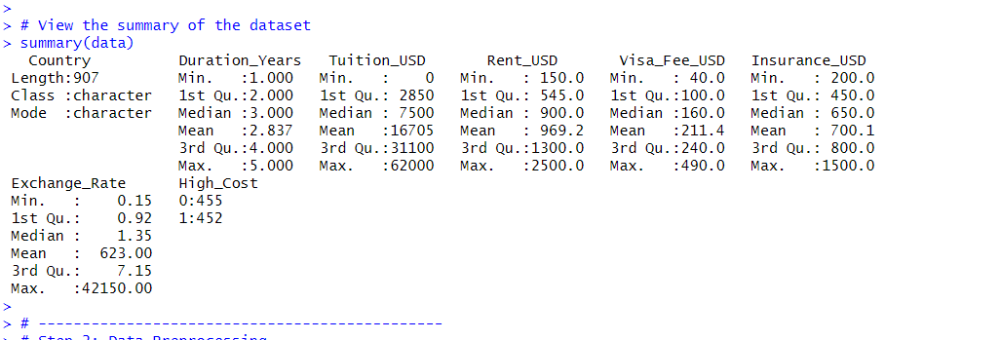 >
> # View the summary of the dataset
> summary(data)
   Country          Duration_Years   Tuition_USD       Rent_USD       Visa_Fee_USD   Insurance_USD
 Length:907         Min.   :1.000   Min.   :    0   Min.   : 150.0   Min.   : 40.0   Min.   : 200.0
 Class :character   1st Qu.:2.000   1st Qu.: 2850   1st Qu.: 545.0   1st Qu.:100.0   1st Qu.: 450.0
 Mode  :character   Median :3.000   Median : 7500   Median : 900.0   Median :160.0   Median : 650.0
                    Mean   :2.837   Mean   :16705   Mean   : 969.2   Mean   :211.4   Mean   : 700.1
                    3rd Qu.:4.000   3rd Qu.:31100   3rd Qu.:1300.0   3rd Qu.:240.0   3rd Qu.: 800.0
                    Max.   :5.000   Max.   :62000   Max.   :2500.0   Max.   :490.0   Max.   :1500.0
 Exchange_Rate      High_Cost
 Min.   :    0.15   0:455
 1st Qu.:    0.92   1:452
 Median :    1.35
 Mean   :  623.00
 3rd Qu.:    7.15
 Max.   :42150.00
>
> # -----------------------------------------------
> # Step 2: Data Preprocessing